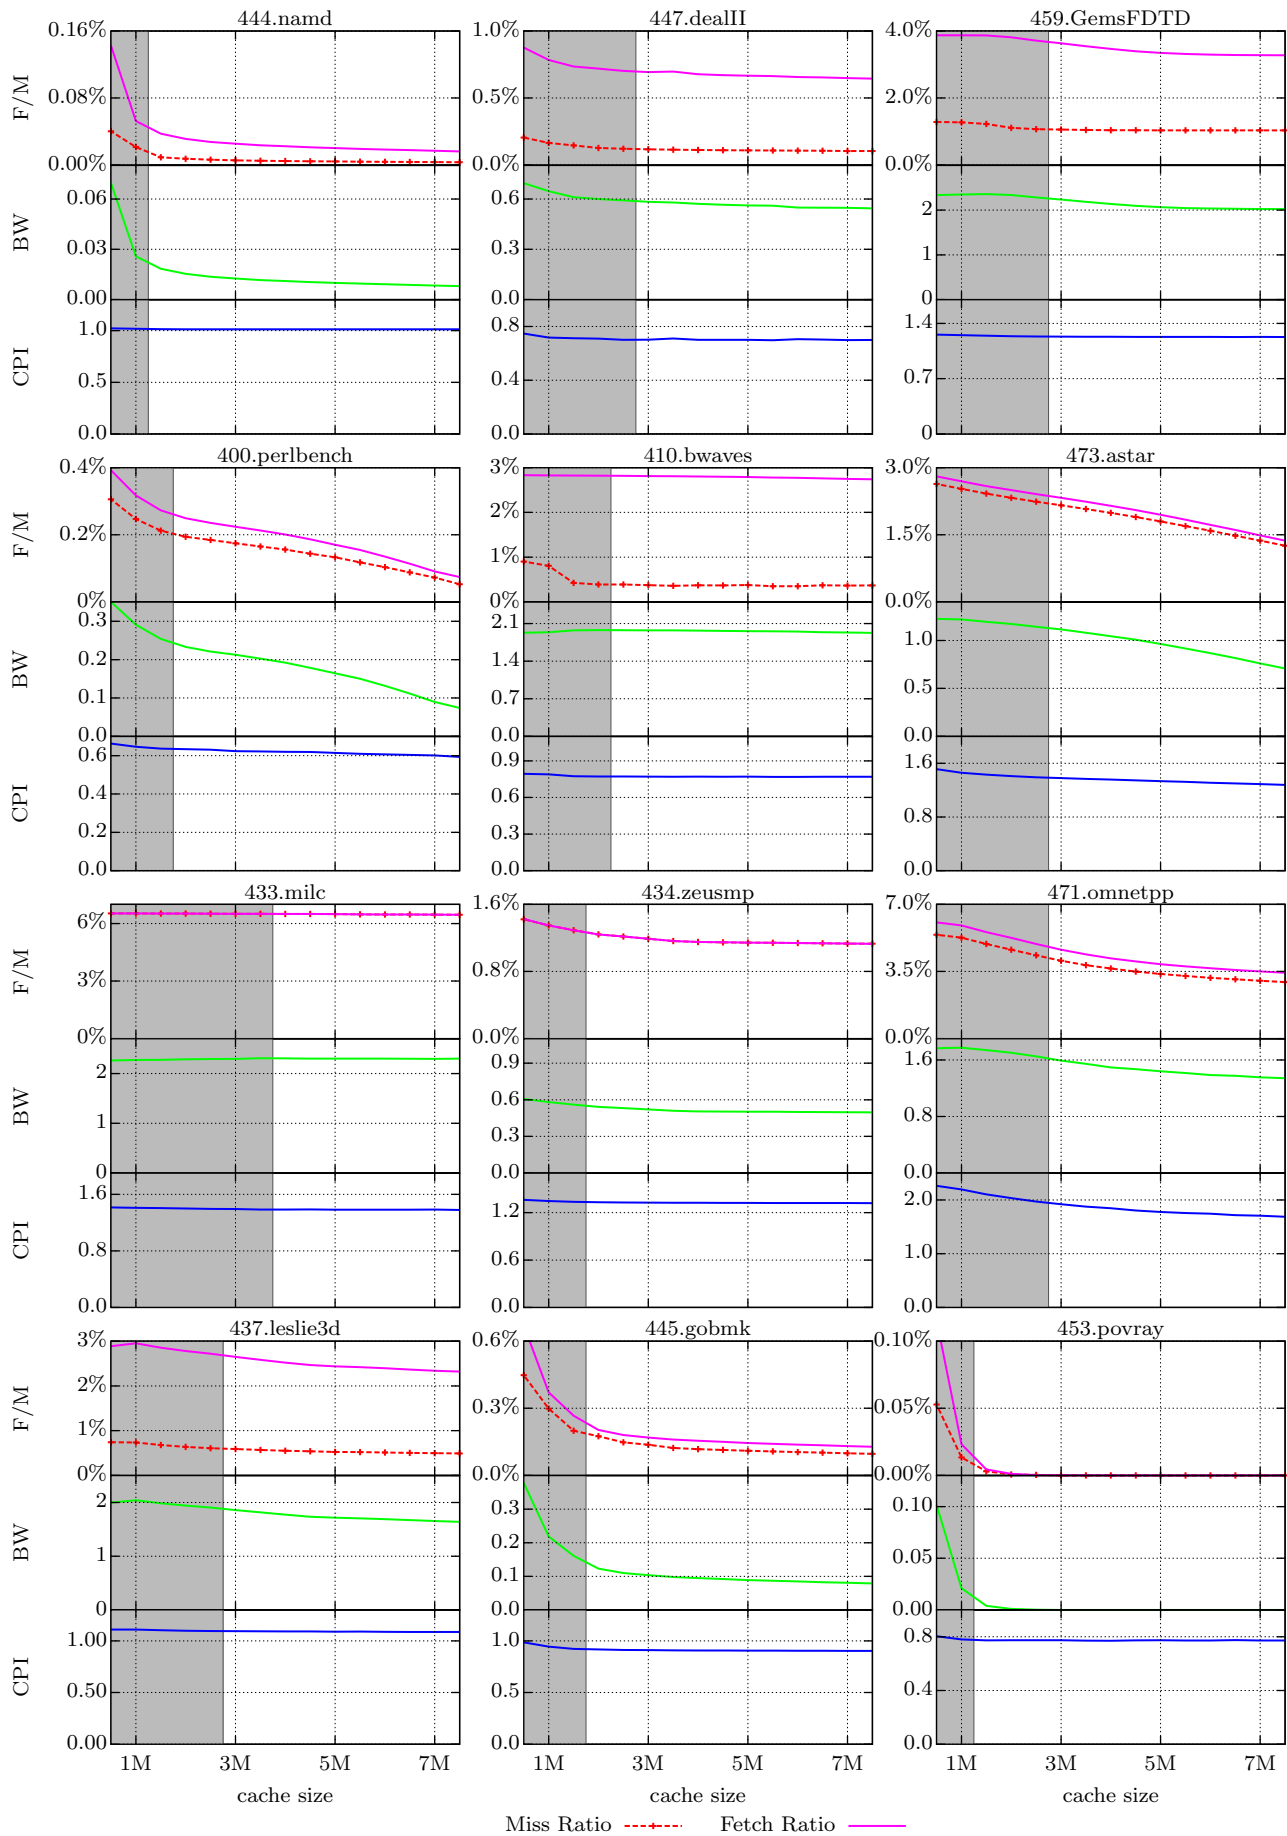 444.namd 447.dealII 459.GemsFDTD
F/M 0.16% 0.08% 0.00% 1.0% 0.5% 0.0% 4.0% 2.0% 0.0%
BW 0.06 0.03 0.00 0.6 0.3 0.0 2 1 0
CPI 1.0 0.5 0.0 0.8 0.4 0.0 1.4 0.7 0
400.perlbench 410.bwaves 473.astar
F/M 0.4% 0.2% 0% 3% 2% 1% 0% 3.0% 1.5% 0.0%
BW 0.3 0.2 0.1 0.0 2.1 1.4 0.7 0.0 1.0 0.5 0.0
CPI 0.6 0.4 0.2 0.0 0.9 0.6 0.3 0.0 1.6 0.8 0.0
433.milc 434.zeusmp 471.omnetpp
F/M 6% 3% 0% 1.6% 0.8% 0.0% 7.0% 3.5% 0.0%
BW 2 1 0 0.9 0.6 0.3 0.0 1.6 0.8 0.0
CPI 1.6 0.8 0.0 1.2 0.6 0.0 2.0 1.0 0.0
437.leslie3d 445.gobmk 453.povray
F/M 3% 2% 1% 0% 0.6% 0.3% 0.0% 0.10% 0.05% 0.00%
BW 2 1 0 0.3 0.2 0.1 0.0 0.10 0.05 0.00
CPI 1.00 0.50 0.00 1.0 0.5 0.0 0.8 0.4 0.0
1M 3M 5M 7M 1M 3M 5M 7M 1M 3M 5M 7M
cache size cache size cache size
Miss Ratio Fetch Ratio